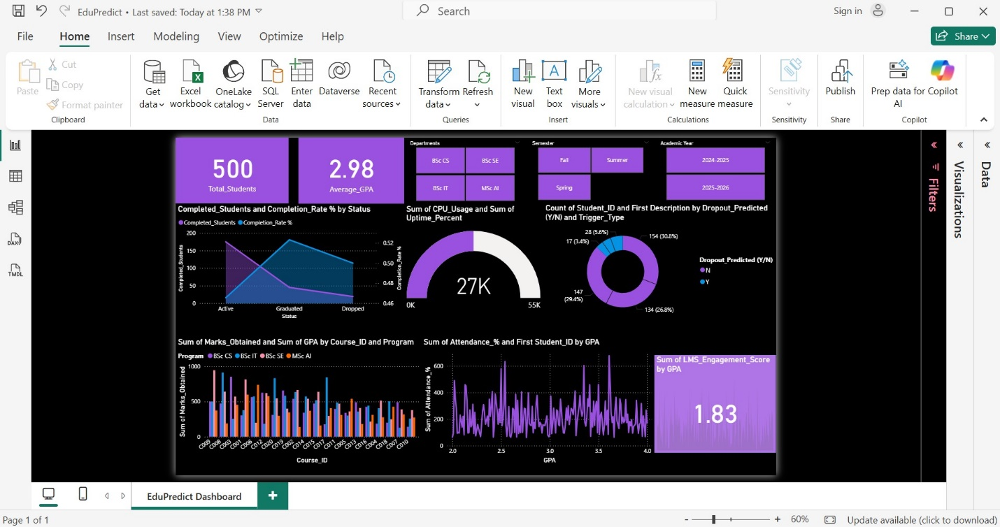 EduPredict • Last saved: Today at 1:38 PM
Search
Sign in
File Home Insert Modeling View Optimize Help
Share
Paste
Cut
Copy
Format painter
Clipboard
Get data
Excel workbook
OneLake catalog
SQL Server
Enter data
Dataverse
Recent sources
Data
Transform data
Refresh
Queries
New visual
Text box
More visuals
Insert
New visual calculation
New measure
Quick measure
Calculations
Sensitivity
Sensitivity
Publish
Share
Prep data for AI
Copilot
Copilot
DAX
TMDL
500
Total_Students
2.98
Average_GPA
Departments
BSc CS
BSc SE
BSc IT
MSc AI
Semester
Fall
Summer
Spring
Academic Year
2024-2025
2025-2026
Completed_Students and Completion_Rate % by Status
Completed_Students Completion_Rate %
Completed_Students
200
150
100
50
0
0.52
0.50
0.48
0.46
Completion_Rate %
Active Graduated Dropped
Status
Sum of CPU_Usage and Sum of
Uptime_Percent
27K
0K
55K
Count of Student_ID and First Description by Dropout_Predicted
(Y/N) and Trigger_Type
28 (5.6%)
17 (3.4%)
154 (30.8%)
147
(29.4%)
134 (26.8%)
Dropout_Predicted (Y/N)
N
Y
Sum of Marks_Obtained and Sum of GPA by Course_ID and Program
Program BSc CS BSc IT BSc SE MSc AI
Sum of Marks_Obtained
1000
500
0
C009 C008 C003 C001 C006 C012 C020 C019 C002 C014 C015 C017 C011 C005 C013 C016 C004 C018 C007 C010
Course_ID
Sum of Attendance_% and First Student_ID by GPA
Sum of Attendance_%
600
400
200
0
2.0 2.5 3.0 3.5 4.0
GPA
Sum of LMS_Engagement_Score
by GPA
1.83
Filters
Visualizations
Data
EduPredict Dashboard
+
Page 1 of 1
- + 60%
Update available (click to download)